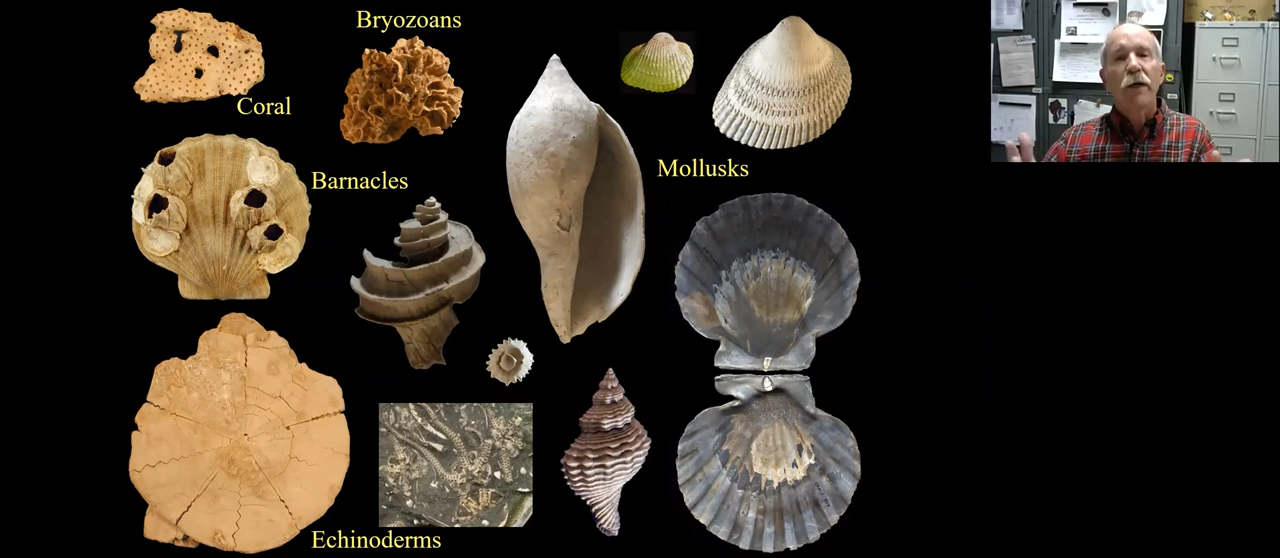 Bryozoans
Coral
Mollusks
Barnacles
Echinoderms